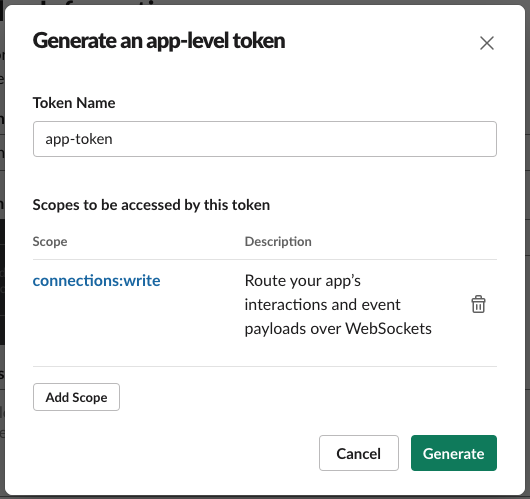 Generate an app-level token
Token Name
app-token
Scopes to be accessed by this token
Scope Description
connections:write
Route your app's
interactions and event
payloads over WebSockets
Add Scope
Cancel Generate